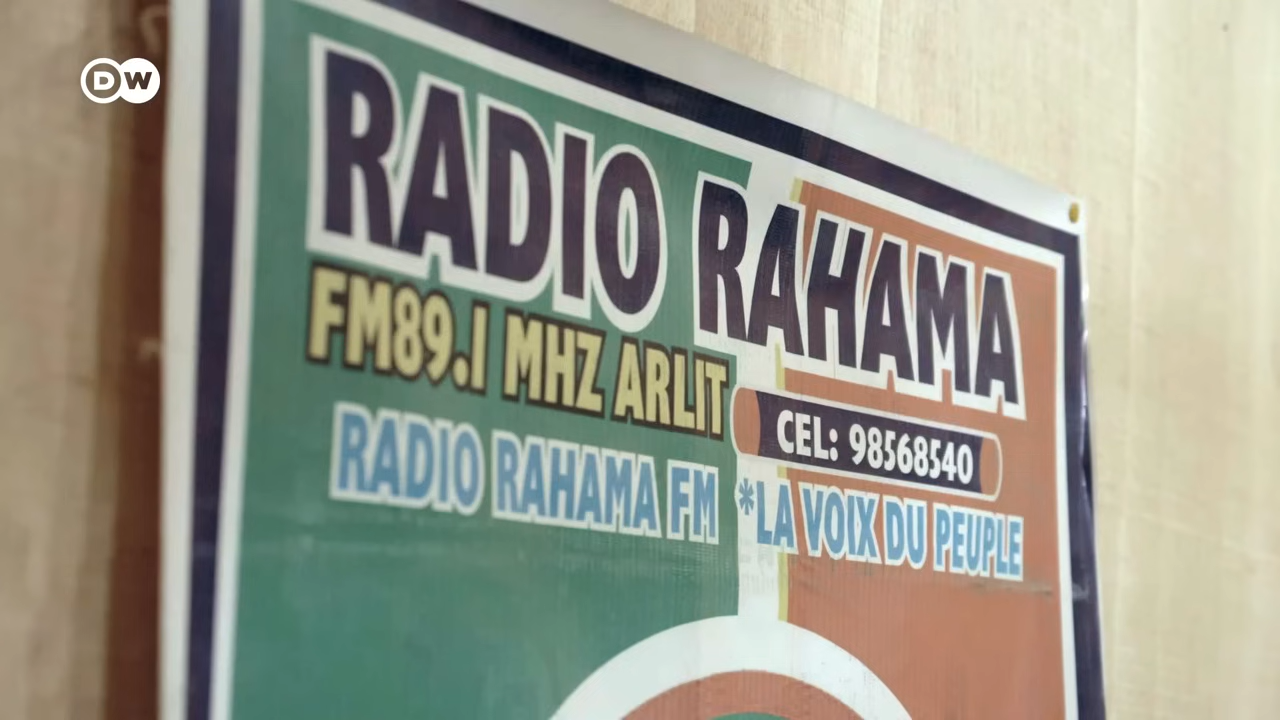 DW
RADIO RAHAMA
FM89.1 MHZ ARLIT
CEL: 98568540
RADIO RAHAMA FM *LA VOIX DU PEUPLE